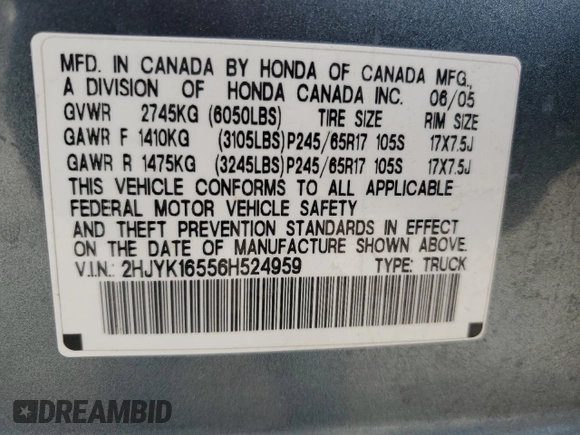 MFD. IN CANADA BY HONDA OF CANADA MFG.,
A DIVISION OF HONDA CANADA INC. 06/05
GVWR 2745KG (6050LBS) TIRE SIZE RIM SIZE
GAWR F 1410KG (3105LBS)P245/65R17 105S 17X7.5J
GAWR R 1475KG (3245LBS)P245/65R17 105S 17X7.5J
THIS VEHICLE CONFORMS TO ALL APPLICABLE
FEDERAL MOTOR VEHICLE SAFETY
AND THEFT PREVENTION STANDARDS IN EFFECT
ON THE DATE OF MANUFACTURE SHOWN ABOVE.
V.I.N.: 2HJYK16556H524959 TYPE: TRUCK
DREAMBID